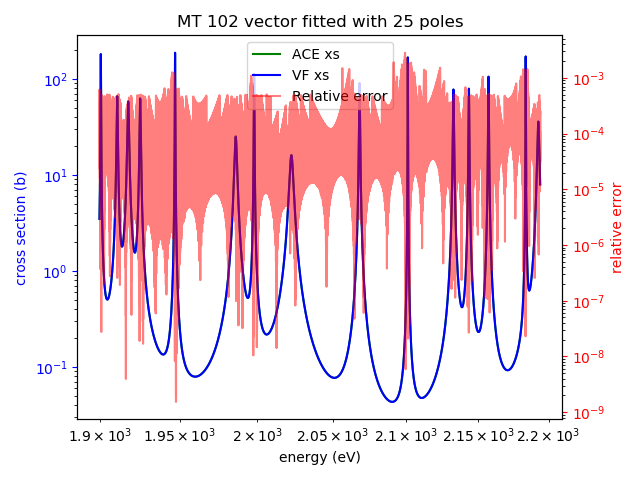 MT 102 vector fitted with 25 poles
ACE xs
VF xs
Relative error
cross section (b)
10²
10¹
10⁰
10⁻¹
relative error
10⁻³
10⁻⁴
10⁻⁵
10⁻⁶
10⁻⁷
10⁻⁸
10⁻⁹
1.9 × 10³ 1.95 × 10³ 2 × 10³ 2.05 × 10³ 2.1 × 10³ 2.15 × 10³ 2.2 × 10³
energy (eV)